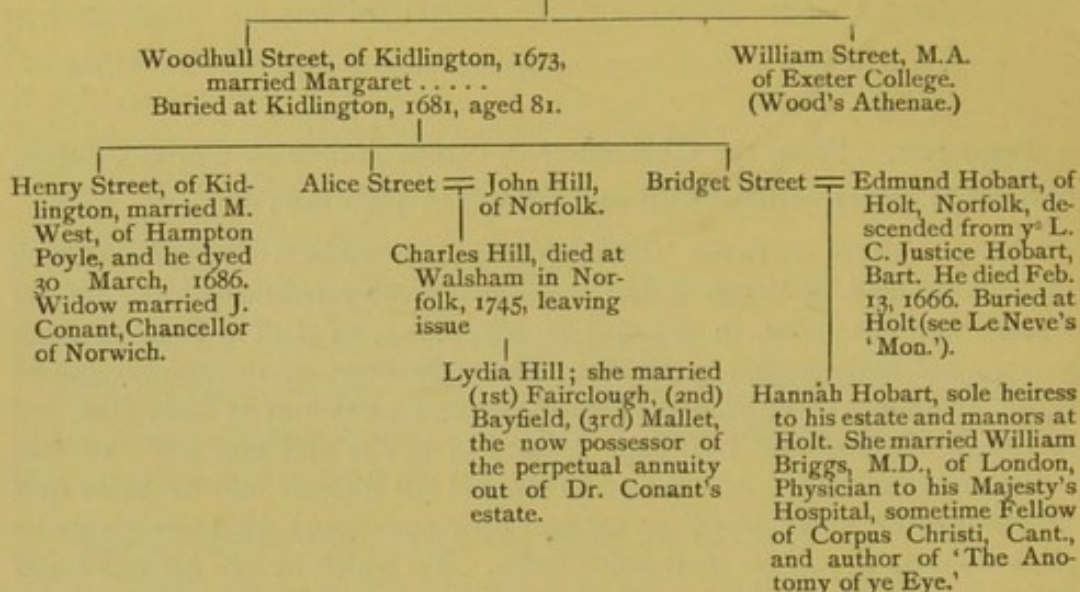 Woodhull Street, of Kidlington, 1673,
married Margaret . . . . .
Buried at Kidlington, 1681, aged 81.
William Street, M.A.
of Exeter College.
(Wood's Athenae.)
Henry Street, of Kid-
lington, married M.
West, of Hampton
Poyle, and he dyed
30 March, 1686.
Widow married J.
Conant, Chancellor
of Norwich.
Alice Street = John Hill,
of Norfolk.
Charles Hill, died at
Walsham in Nor-
folk, 1745, leaving
issue
Lydia Hill; she married
(1st) Fairclough, (2nd)
Bayfield, (3rd) Mallet,
the now possessor of
the perpetual annuity
out of Dr. Conant's
estate.
Bridget Street = Edmund Hobart, of
Holt, Norfolk, de-
scended from yᵉ L.
C. Justice Hobart,
Bart. He died Feb.
13, 1666. Buried at
Holt (see Le Neve's
'Mon.').
Hannah Hobart, sole heiress
to his estate and manors at
Holt. She married William
Briggs, M.D., of London,
Physician to his Majesty's
Hospital, sometime Fellow
of Corpus Christi, Cant.,
and author of 'The Ano-
tomy of ye Eye.'